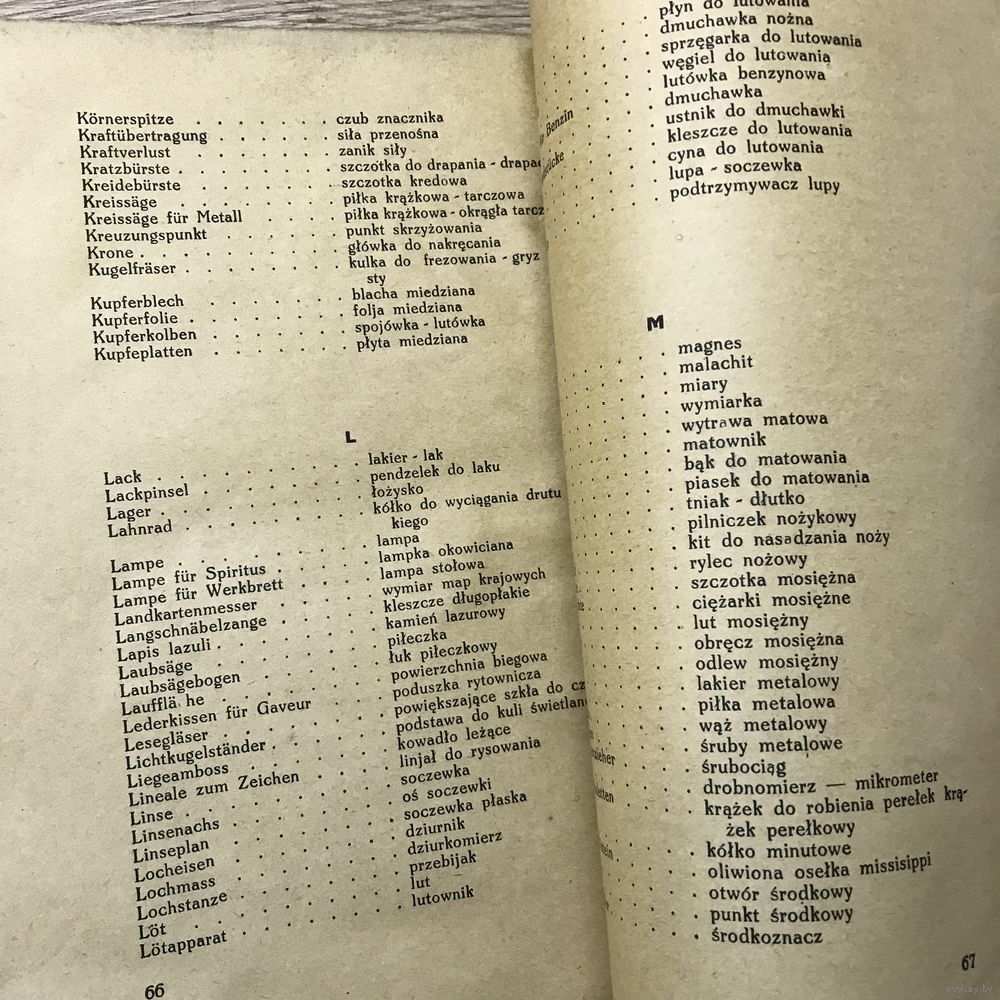 Körnerspitze . . . . . . . czub znacznika
Kraftübertragung . . . . . . siła przenośna
Kraftverlust . . . . . . . zanik siły
Kratzbürste . . . . . . . . szczotka do drapania - drapa
Kreidebürste . . . . . . . szczotka kredowa
Kreissäge . . . . . . . . piłka krążkowa - tarczowa
Kreissäge für Metall . . . . piłka krążkowa - okrągła tarcz
Kreuzungspunkt . . . . . . punkt skrzyżowania
Krone . . . . . . . . . . główka do nakręcania
Kugelfräser . . . . . . . . kulka do frezowania - gryz
sty
Kupferblech . . . . . . . blacha miedziana
Kupferfolie . . . . . . . . folja miedziana
Kupferkolben . . . . . . . spojówka - lutówka
Kupfeplatten . . . . . . . płyta miedziana
L
Lack . . . . . . . . . . lakier - lak
Lackpinsel . . . . . . . . pendzelek do laku
Lager . . . . . . . . . . łożysko
Lahnrad . . . . . . . . . kółko do wyciągania drutu
kiego
Lampe . . . . . . . . . . lampa
Lampe für Spiritus . . . . . lampka okowiciana
Lampe für Werkbrett . . . . lampa stołowa
Landkartenmesser . . . . . wymiar map krajowych
Langschnäbelzange . . . . . kleszcze długopłakie
Lapis lazuli . . . . . . . . kamień lazurowy
Laubsäge . . . . . . . . piłeczka
Laubsägebogen . . . . . . łuk piłeczkowy
Laufflä he . . . . . . . . powierzchnia biegowa
Lederkissen für Gaveur . . . poduszka rytownicza
Lesegläser . . . . . . . . powiększające szkła do cz
Lichtkugelständer . . . . . . podstawa do kuli świetlane
Liegeamboss . . . . . . . kowadło leżące
Lineale zum Zeichen . . . . linjał do rysowania
Linse . . . . . . . . . . soczewka
Linsenachs . . . . . . . . oś soczewki
Linseplan . . . . . . . . soczewka płaska
Locheisen . . . . . . . . dziurnik
Lochmass . . . . . . . . dziurkomierz
Lochstanze . . . . . . . . przebijak
Löt . . . . . . . . . . lut
Lötapparat . . . . . . . . lutownik
66
płyn do lutowania
dmuchawka nożna
sprzęgarka do lutowania
węgiel do lutowania
lutówka benzynowa
dmuchawka
Benzin ustnik do dmuchawki
kleszcze do lutowania
cyna do lutowania
lupa - soczewka
podtrzymywacz lupy
M
magnes
malachit
miary
wymiarka
wytrawa matowa
matownik
bąk do matowania
piasek do matowania
tniak - dłutko
pilniczek nożykowy
kit do nasadzania noży
rylec nożowy
szczotka mosiężna
ciężarki mosiężne
lut mosiężny
obręcz mosiężna
odlew mosiężny
lakier metalowy
piłka metalowa
wąż metalowy
śruby metalowe
śrubociąg
drobnomierz — mikrometer
krążek do robienia perełek krą-
żek perełkowy
kółko minutowe
oliwiona osełka missisippi
otwór środkowy
punkt środkowy
środkoznacz
67
www.ay.by